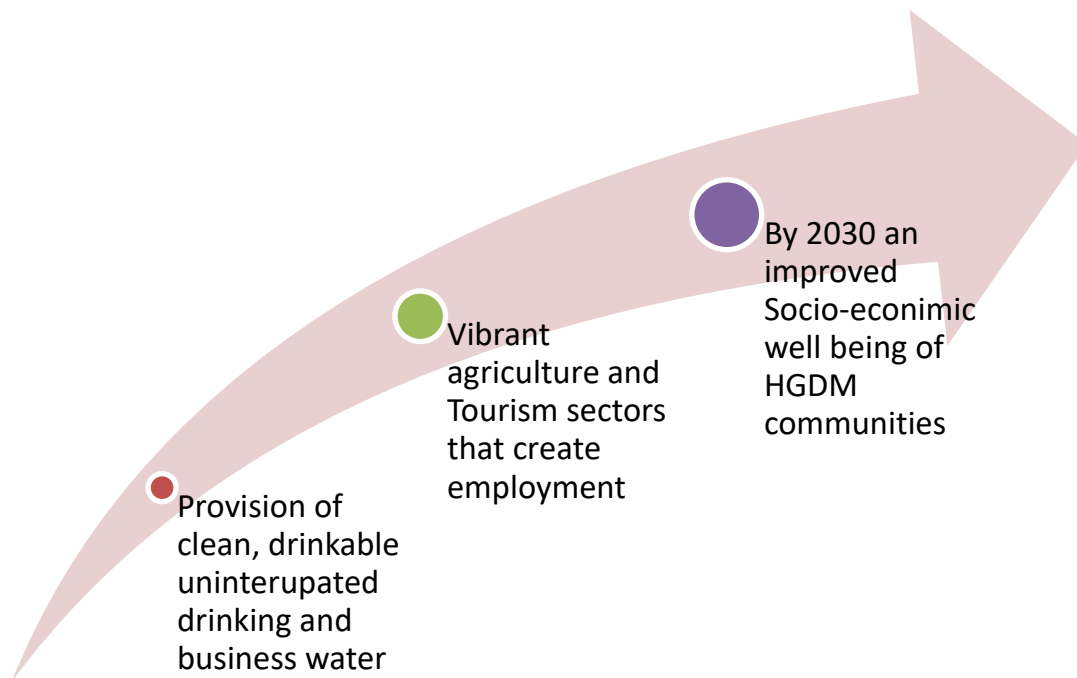 Provision of
clean, drinkable
uninterupated
drinking and
business water
Vibrant
agriculture and
Tourism sectors
that create
employment
By 2030 an
improved
Socio-econimic
well being of
HGDM
communities